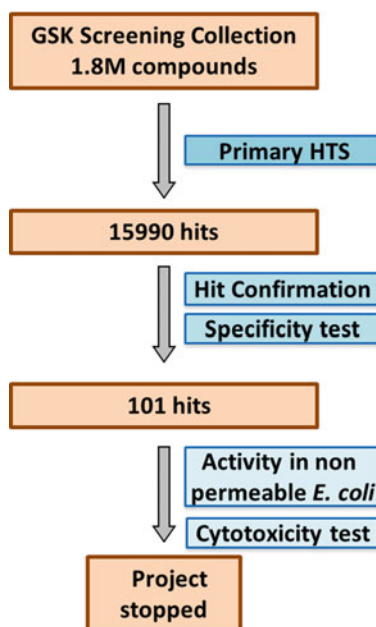 GSK Screening Collection
1.8M compounds
Primary HTS
15990 hits
Hit Confirmation
Specificity test
101 hits
Activity in non
permeable E. coli
Cytotoxicity test
Project
stopped